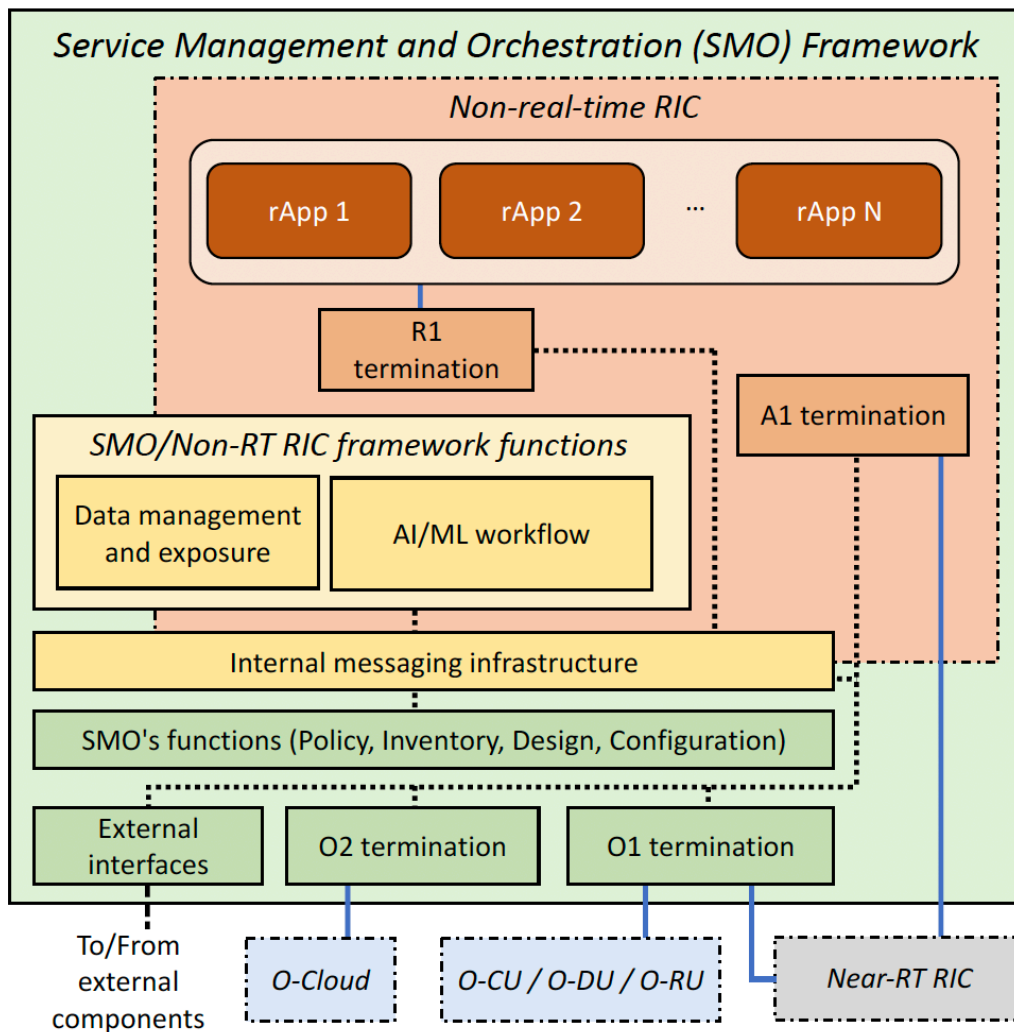 Service Management and Orchestration (SMO) Framework
Non-real-time RIC
rApp 1
rApp 2
...
rApp N
R1
termination
A1 termination
SMO/Non-RT RIC framework functions
Data management
and exposure
AI/ML workflow
Internal messaging infrastructure
SMO's functions (Policy, Inventory, Design, Configuration)
External
interfaces
O2 termination
O1 termination
To/From
external
components
O-Cloud
O-CU / O-DU / O-RU
Near-RT RIC